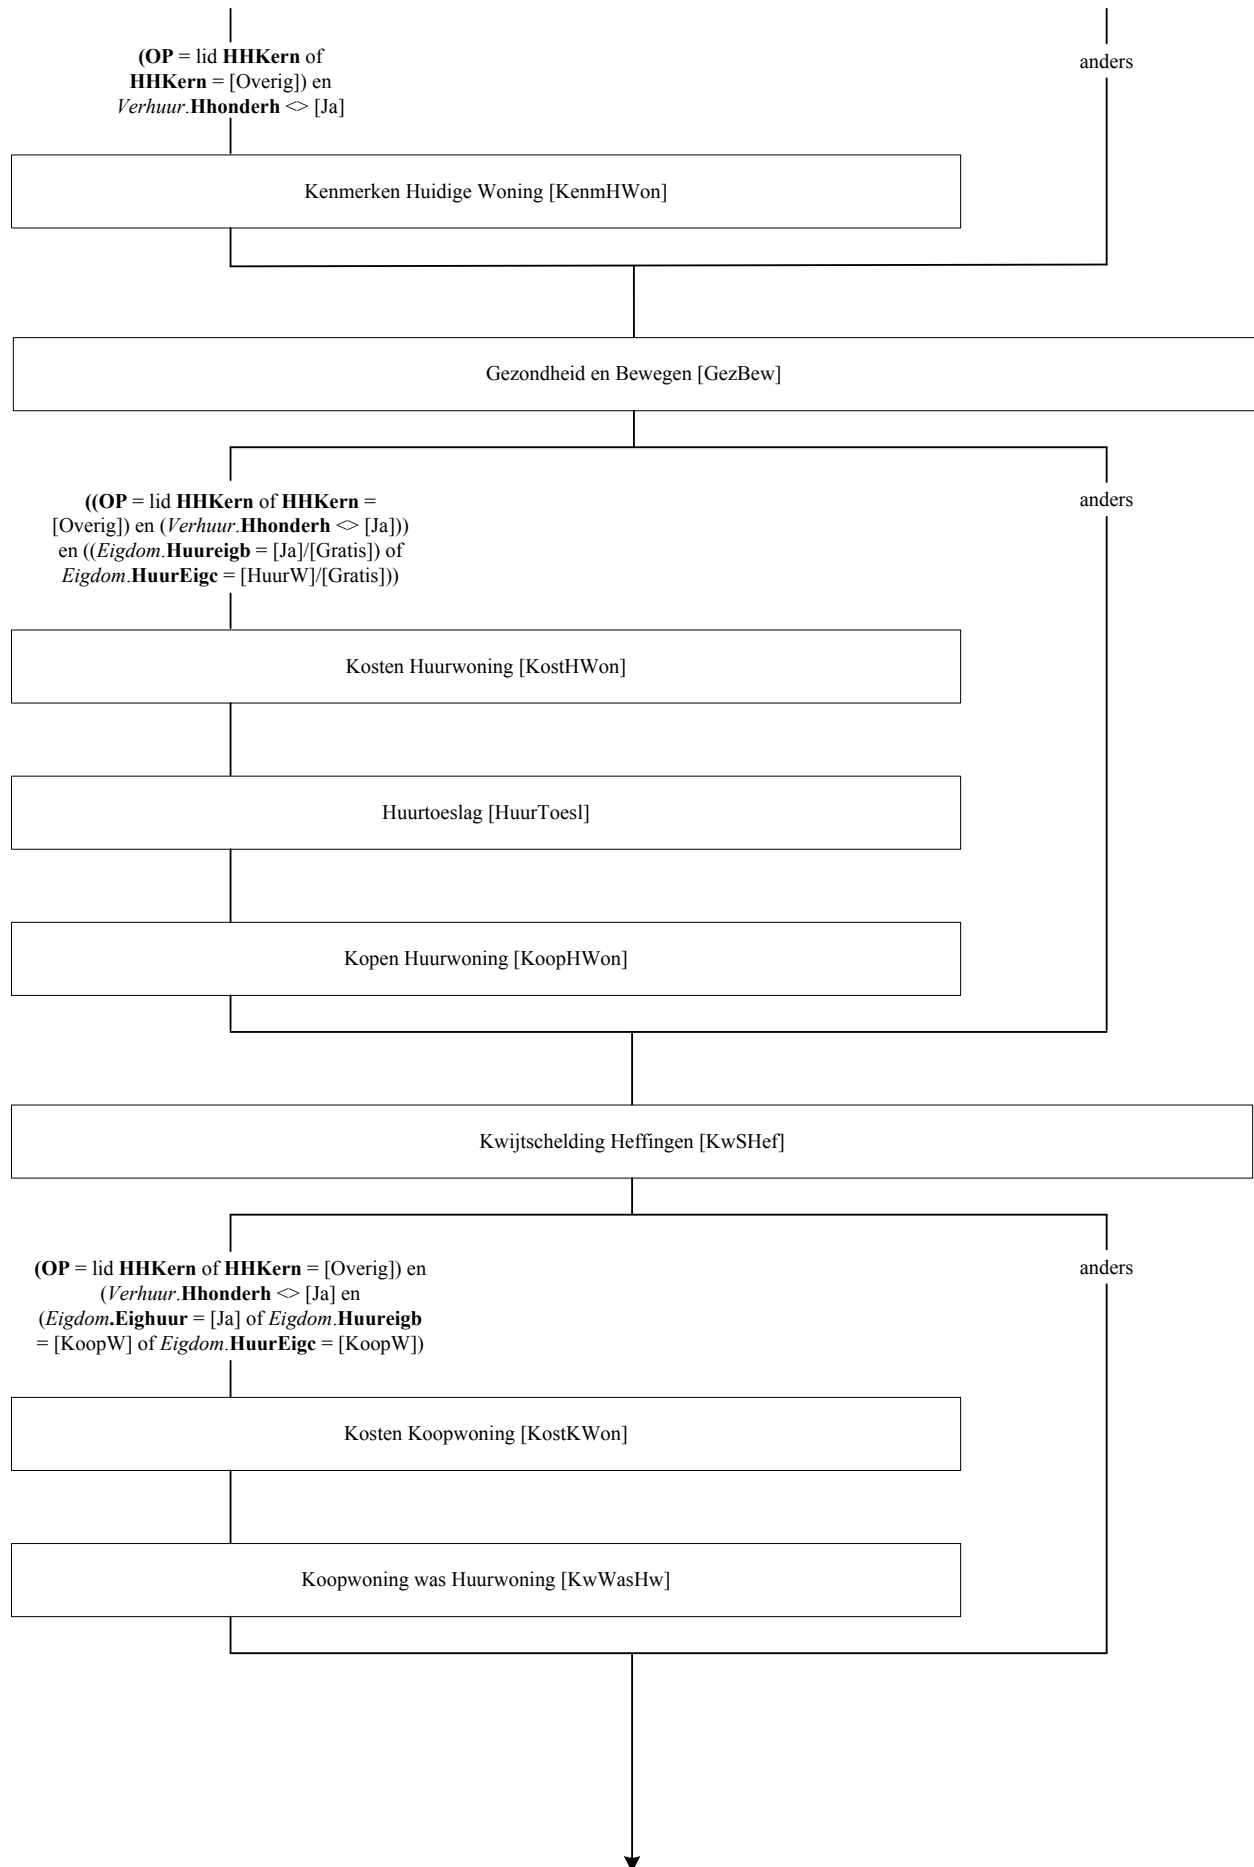 (OP = lid HHKern of
HHKern = [Overig]) en
Verhuur.Hhonderh <> [Ja]
anders
Kenmerken Huidige Woning [KenmHWon]
Gezondheid en Bewegen [GezBew]
((OP = lid HHKern of HHKern =
[Overig]) en (Verhuur.Hhonderh <> [Ja]))
en ((Eigdom.Huureigb = [Ja]/[Gratis]) of
Eigdom.HuurEigc = [HuurW]/[Gratis]))
anders
Kosten Huurwoning [KostHWon]
Huurtoeslag [HuurToesl]
Kopen Huurwoning [KoopHWon]
Kwijtschelding Heffingen [KwSHef]
(OP = lid HHKern of HHKern = [Overig]) en
(Verhuur.Hhonderh <> [Ja] en
(Eigdom.Eighuur = [Ja] of Eigdom.Huureigb
= [KoopW] of Eigdom.HuurEigc = [KoopW])
anders
Kosten Koopwoning [KostKWon]
Koopwoning was Huurwoning [KwWasHw]